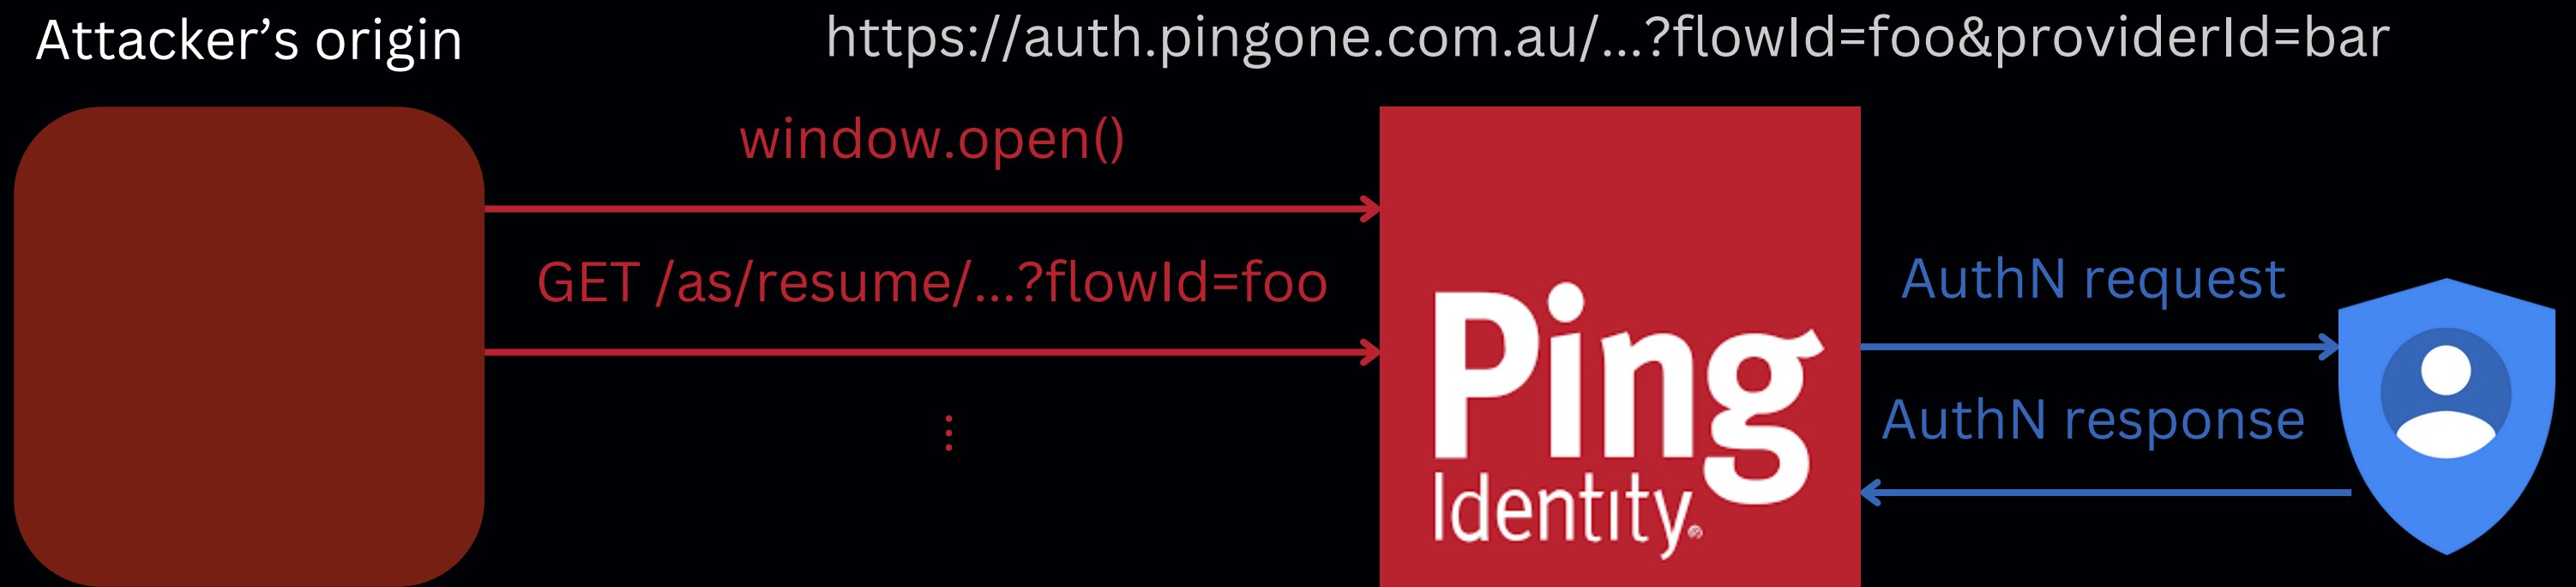 Attacker’s origin
https://auth.pingone.com.au/...?flowId=foo&providerId=bar
window.open()
GET /as/resume/...?flowId=foo
⋮
Ping
Identity®
AuthN request
AuthN response